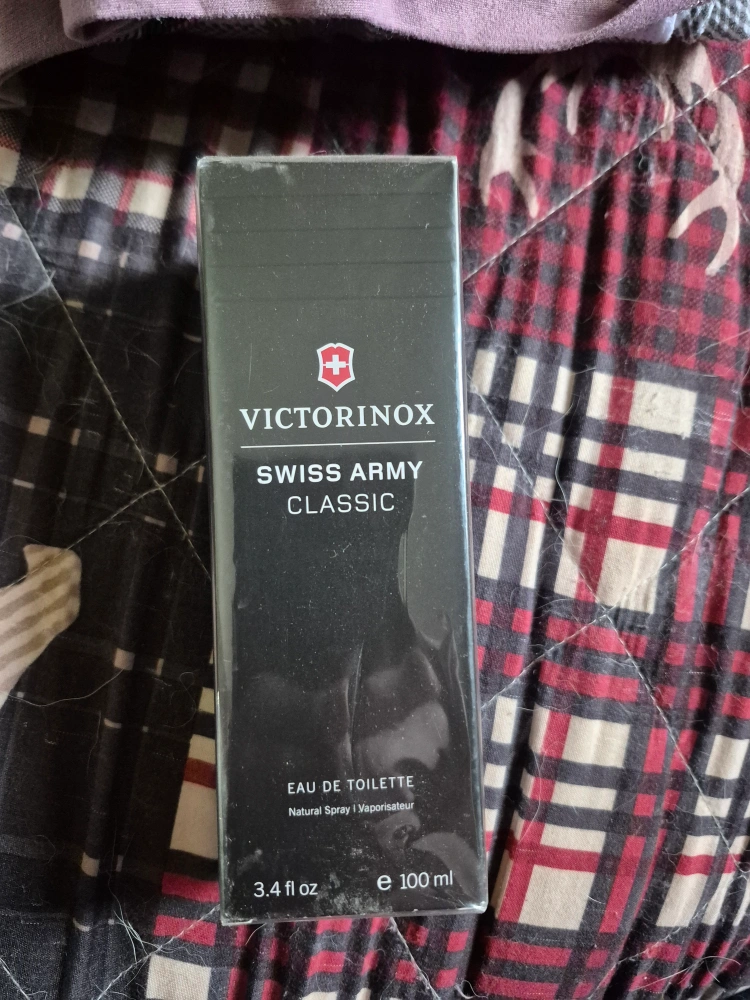 VICTORINOX
SWISS ARMY
CLASSIC
EAU DE TOILETTE
Natural Spray | Vaporisateur
3.4 fl oz ℮ 100 ml